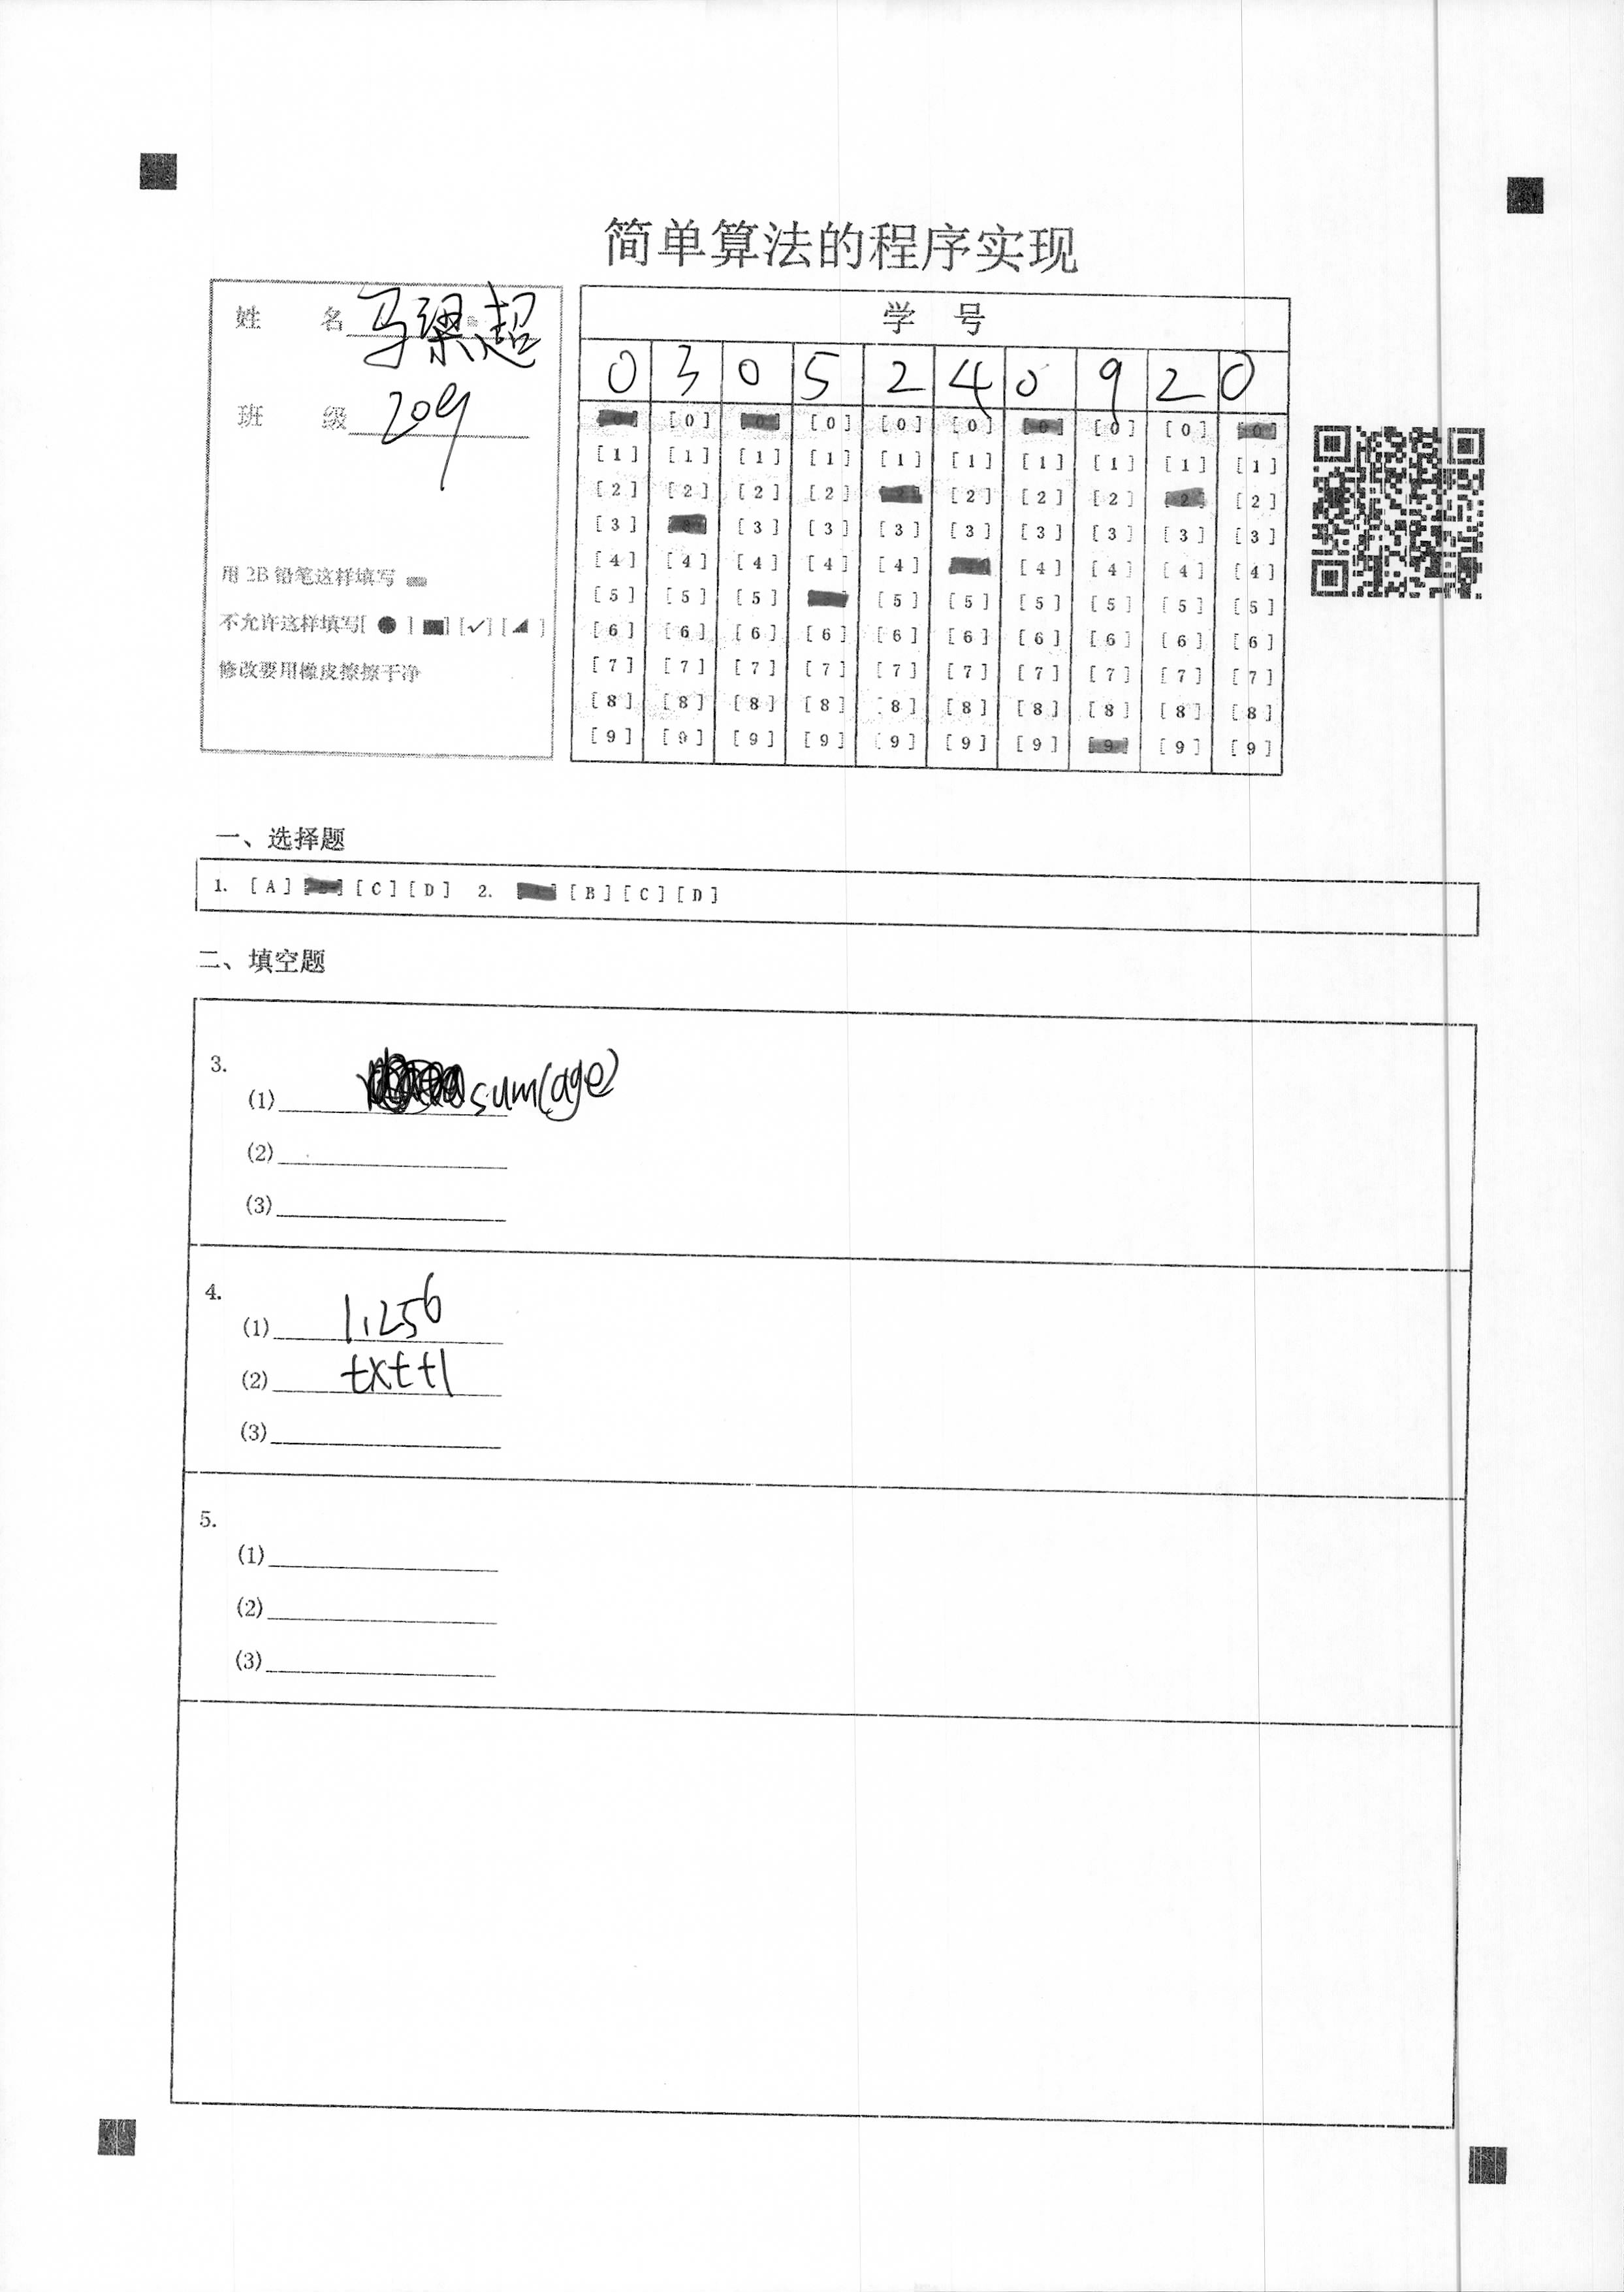 简单算法的程序实现
姓 名 马梁超
班 级 209
用 2B 铅笔这样填写
不允许这样填写[ ● ] [■] [✓] [◢ ]
修改要用橡皮擦擦干净
学 号
0 3 0 5 2 4 0 9 2 0
[0] [0] [0] [0] [0] [0] [0] [0] [0] [0]
[1] [1] [1] [1] [1] [1] [1] [1] [1] [1]
[2] [2] [2] [2] [2] [2] [2] [2] [2]
[3] [3] [3] [3] [3] [3] [3] [3] [3]
[4] [4] [4] [4] [4] [4] [4] [4] [4]
[5] [5] [5] [5] [5] [5] [5] [5] [5]
[6] [6] [6] [6] [6] [6] [6] [6] [6] [6]
[7] [7] [7] [7] [7] [7] [7] [7] [7] [7]
[8] [8] [8] [8] [8] [8] [8] [8] [8] [8]
[9] [9] [9] [9] [9] [9] [9] [9] [9] [9]
一、选择题
1. [A] [C] [D] 2. [B] [C] [D]
二、填空题
3.
(1) sum(age)
(2)
(3)
4.
(1) 1,256
(2) txt+1
(3)
5.
(1)
(2)
(3)